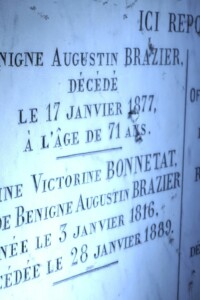 ICI REPO
NIGNE AUGUSTIN BRAZIER,
DÉCÉDÉ
LE 17 JANVIER 1877,
À L'ÂGE DE 71 ANS.
INE VICTORINE BONNETAT,
DE BENIGNE AUGUSTIN BRAZIER
NÉE LE 3 JANVIER 1816,
CÉDÉE LE 28 JANVIER 1889.